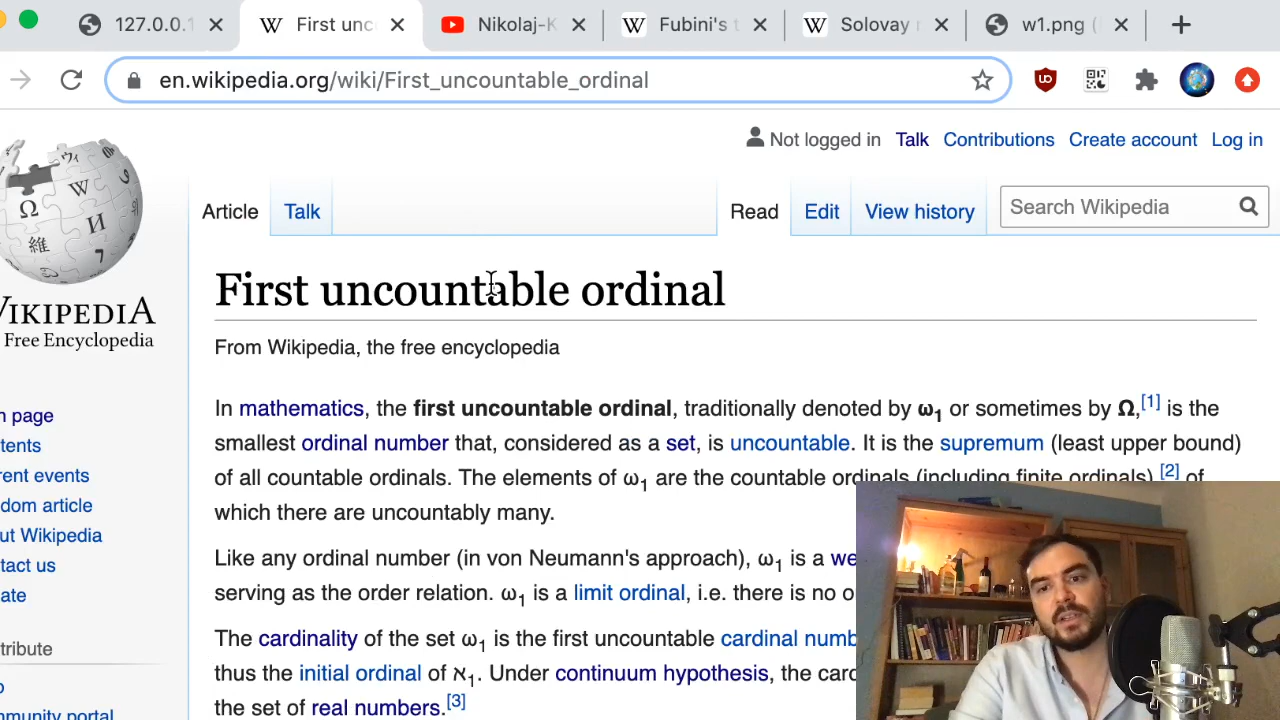 127.0.0.1
First unc
Nikolaj-K
Fubini's t
Solovay
w1.png (
en.wikipedia.org/wiki/First_uncountable_ordinal
Not logged in Talk Contributions Create account Log in
Article Talk Read Edit View history Search Wikipedia
WIKIPEDIA
Free Encyclopedia
First uncountable ordinal
From Wikipedia, the free encyclopedia
In mathematics, the first uncountable ordinal, traditionally denoted by ω1 or sometimes by Ω,[1] is the
smallest ordinal number that, considered as a set, is uncountable. It is the supremum (least upper bound)
of all countable ordinals. The elements of ω1 are the countable ordinals (including finite ordinals),[2] of
which there are uncountably many.
Like any ordinal number (in von Neumann's approach), ω1 is a we
serving as the order relation. ω1 is a limit ordinal, i.e. there is no o
The cardinality of the set ω1 is the first uncountable cardinal numb
thus the initial ordinal of ℵ1. Under continuum hypothesis, the card
the set of real numbers.[3]
n page
tents
rent events
dom article
ut Wikipedia
tact us
ate
tribute
mmunity portal